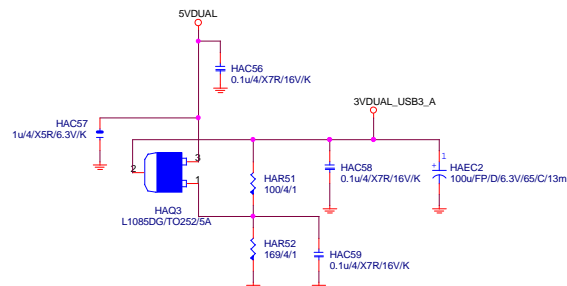 5VDUAL
HAC56
0.1u/4/X7R/16V/K
3VDUAL_USB3_A
HAC57
1u/4/X5R/6.3V/K
3
2
1
HAQ3
L1085DG/TO252/5A
HAR51
100/4/1
HAC58
0.1u/4/X7R/16V/K
1
+
HAEC2
100u/FP/D/6.3V/65/C/13m
HAR52
169/4/1
HAC59
0.1u/4/X7R/16V/K